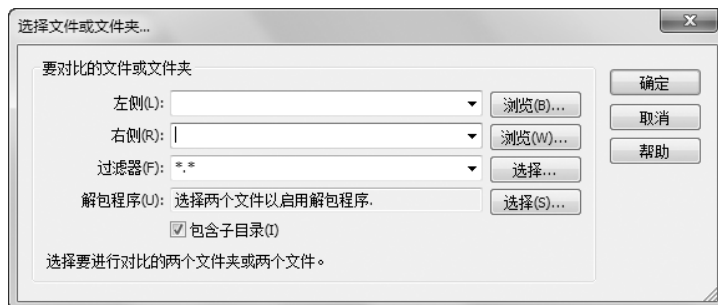 选择文件或文件夹...
要对比的文件或文件夹
左侧(L): 浏览(B)...
右侧(R): 浏览(W)...
过滤器(F): *.* 选择...
解包程序(U): 选择两个文件以启用解包程序. 选择(S)...
包含子目录(I)
选择要进行对比的两个文件夹或两个文件。
确定
取消
帮助